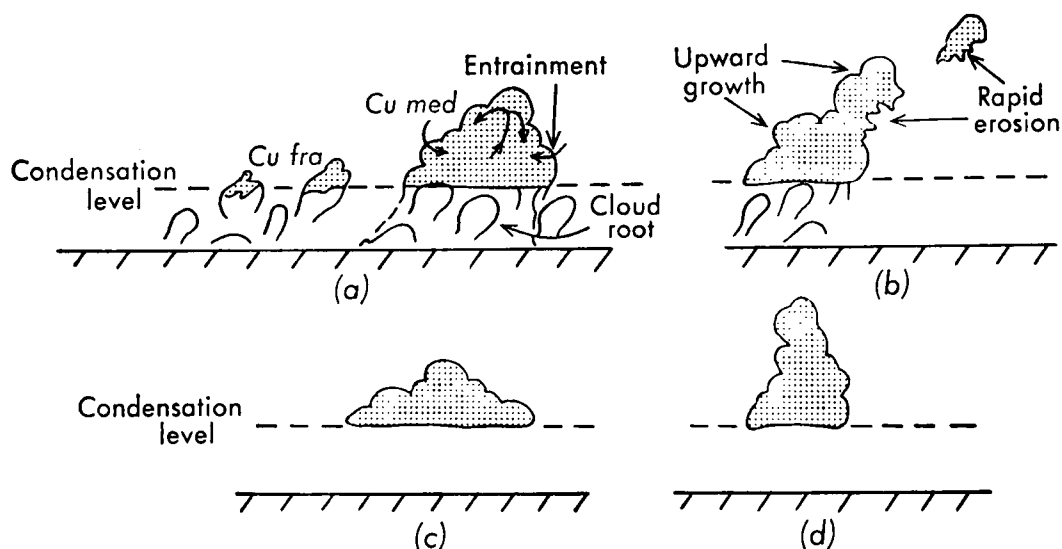 Entrainment
Cu med
Cu fra
Condensation
level
Cloud
root
(a)
Upward
growth
Rapid
erosion
(b)
Condensation
level
(c)
(d)